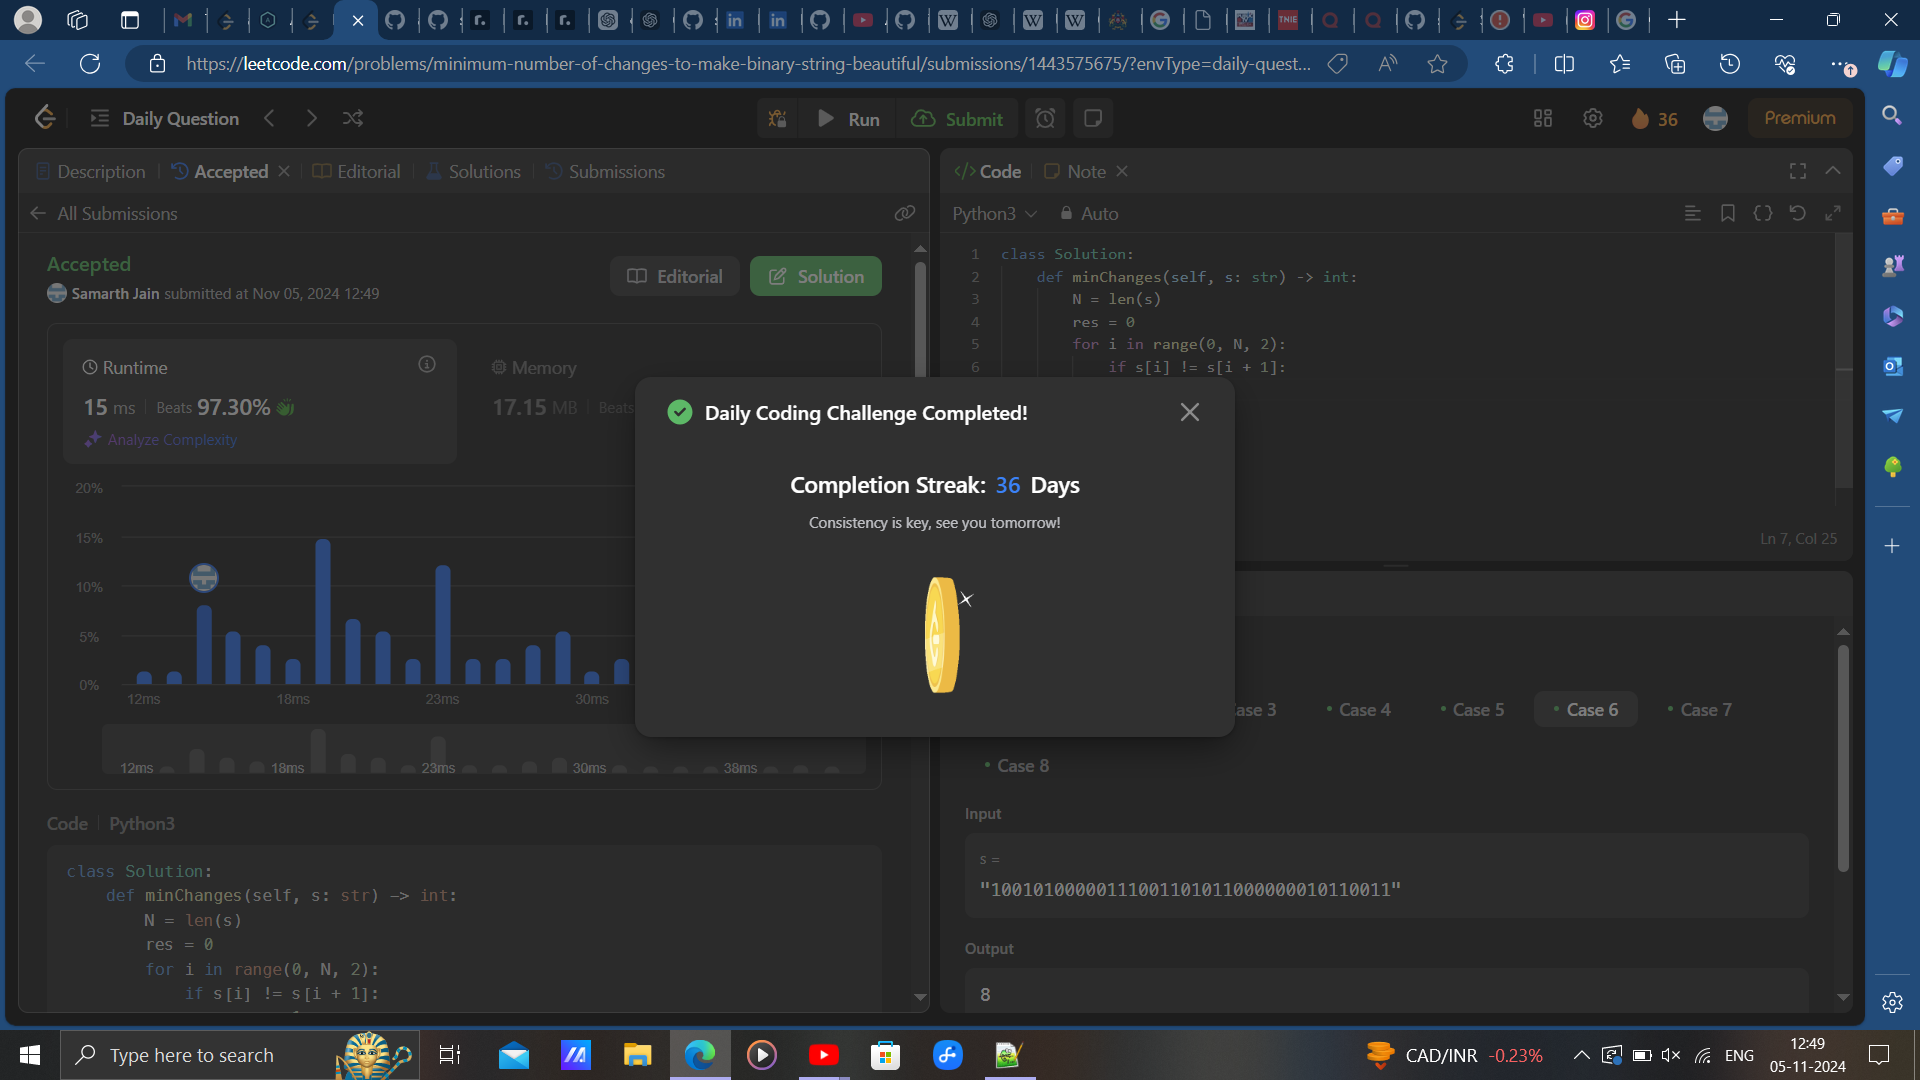 https://leetcode.com/problems/minimum-number-of-changes-to-make-binary-string-beautiful/submissions/1443575675/?envType=daily-quest...
Daily Question
Run
Submit
36
Premium
Description
Accepted
Editorial
Solutions
Submissions
All Submissions
Accepted
Samarth Jain submitted at Nov 05, 2024 12:49
Editorial
Solution
Runtime
15 ms
Beats 97.30%
Analyze Complexity
Memory
17.15 MB
Beats
20%
15%
10%
5%
0%
12ms
18ms
23ms
30ms
12ms
18ms
23ms
30ms
38ms
Code
Python3
class Solution:
def minChanges(self, s: str) -> int:
N = len(s)
res = 0
for i in range(0, N, 2):
if s[i] != s[i + 1]:
Daily Coding Challenge Completed!
Completion Streak: 36 Days
Consistency is key, see you tomorrow!
Code
Note
Python3
Auto
1 class Solution:
2 def minChanges(self, s: str) -> int:
3 N = len(s)
4 res = 0
5 for i in range(0, N, 2):
6 if s[i] != s[i + 1]:
Ln 7, Col 25
ase 3
Case 4
Case 5
Case 6
Case 7
Case 8
Input
s =
"1001010000011100110101100000001011 0011"
Output
8
Type here to search
CAD/INR -0.23%
ENG
12:49
05-11-2024